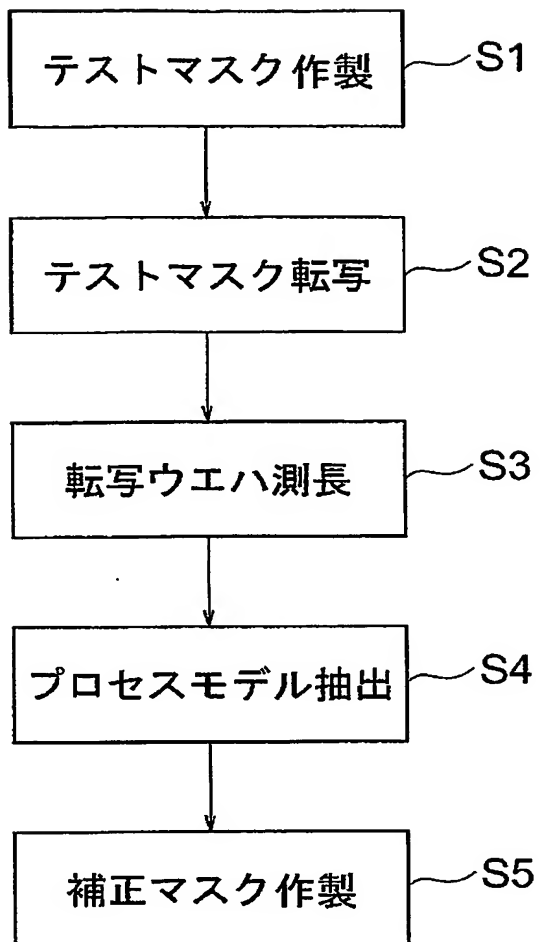 テストマスク作製 S1
テストマスク転写 S2
転写ウエハ測長 S3
プロセスモデル抽出 S4
補正マスク作製 S5